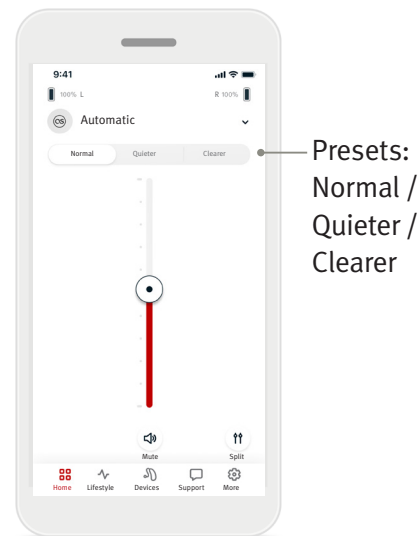 9:41
100% L
R 100%
OS Automatic
Normal Quieter Clearer
Presets:
Normal /
Quieter /
Clearer
Mute Split
Home Lifestyle Devices Support More